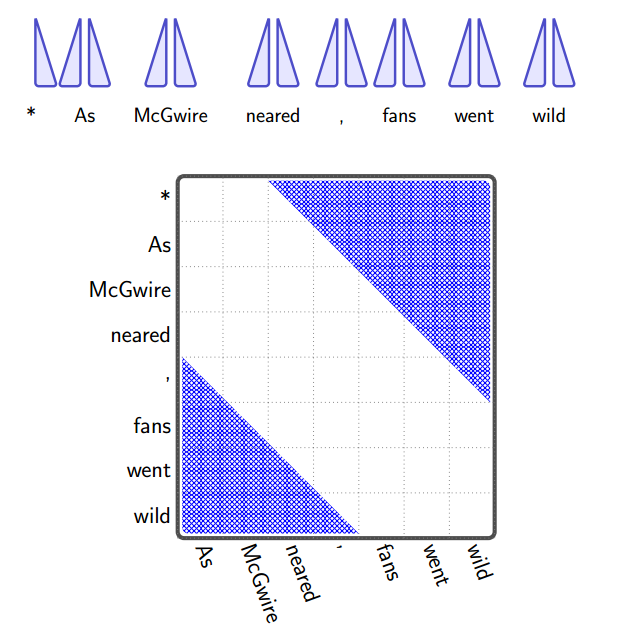 * As McGwire neared , fans went wild
*
As
McGwire
neared
,
fans
went
wild
As McGwire neared , fans went wild